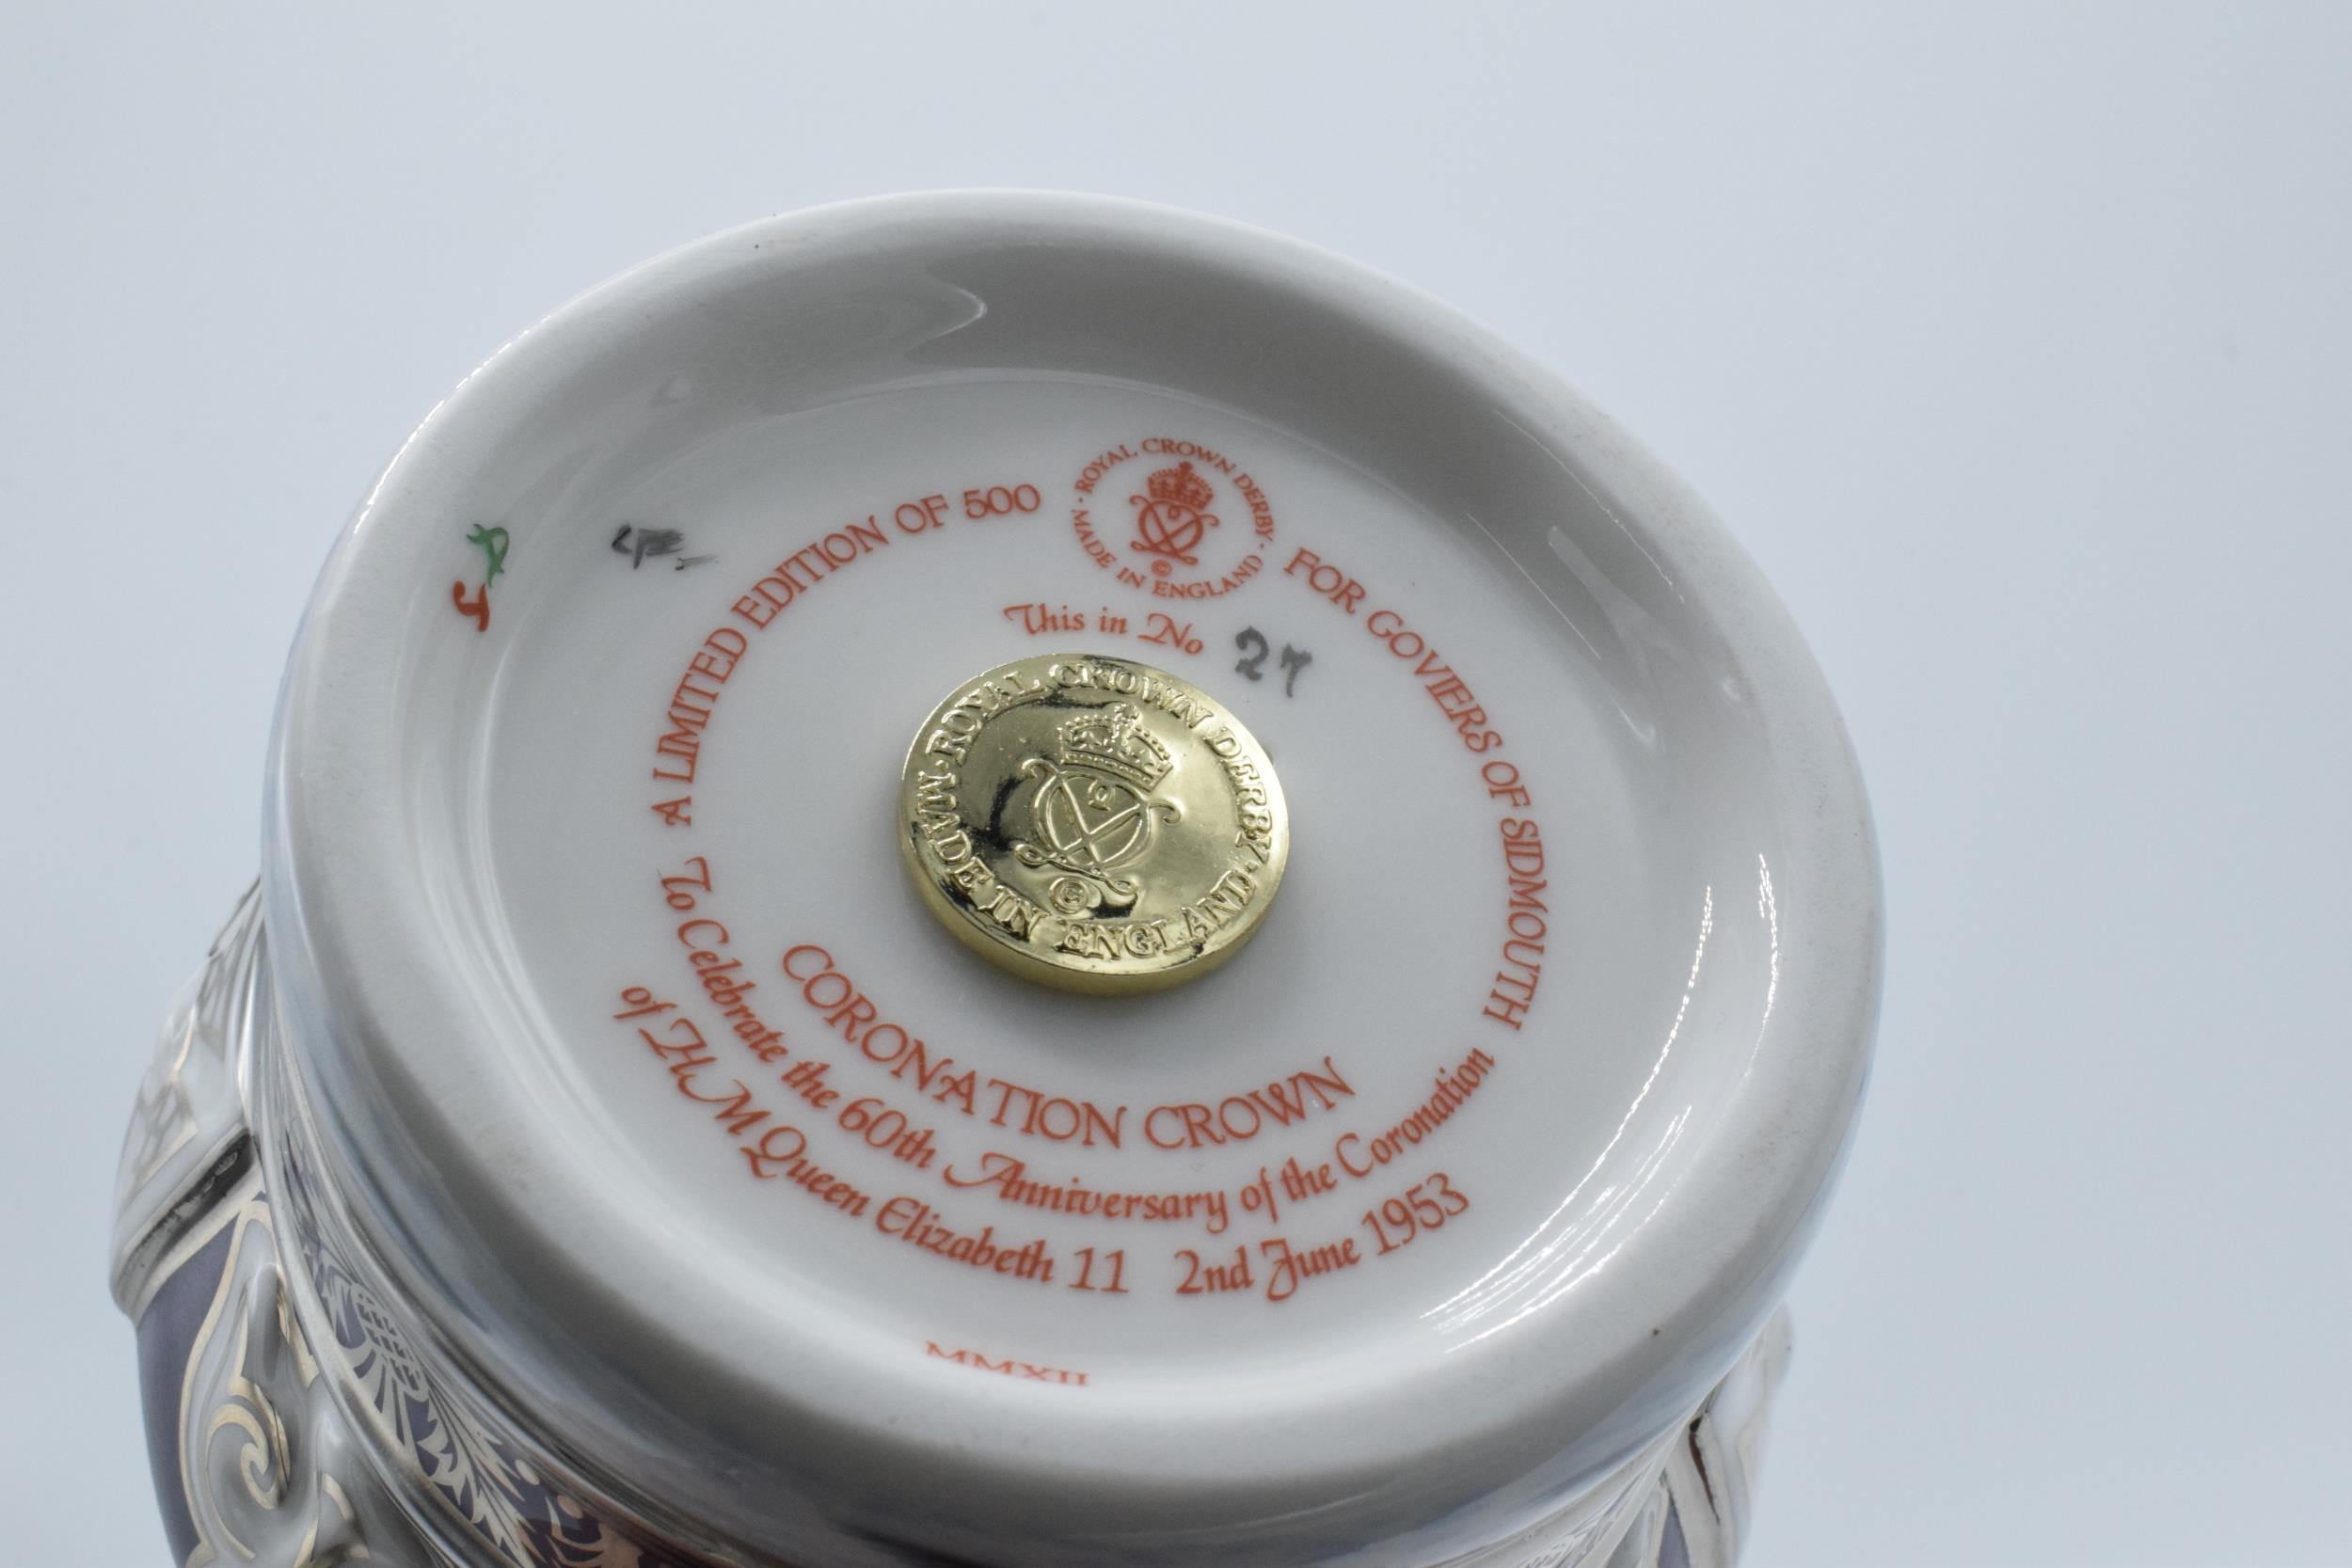 A LIMITED EDITION OF 500
· ROYAL CROWN DERBY · MADE IN ENGLAND
©
FOR GOVIERS OF SIDMOUTH
This in No 27
· ROYAL CROWN DERBY · MADE IN ENGLAND
©
CORONATION CROWN
To Celebrate the 60th Anniversary of the Coronation
of H M Queen Elizabeth 11 2nd June 1953
MMXII